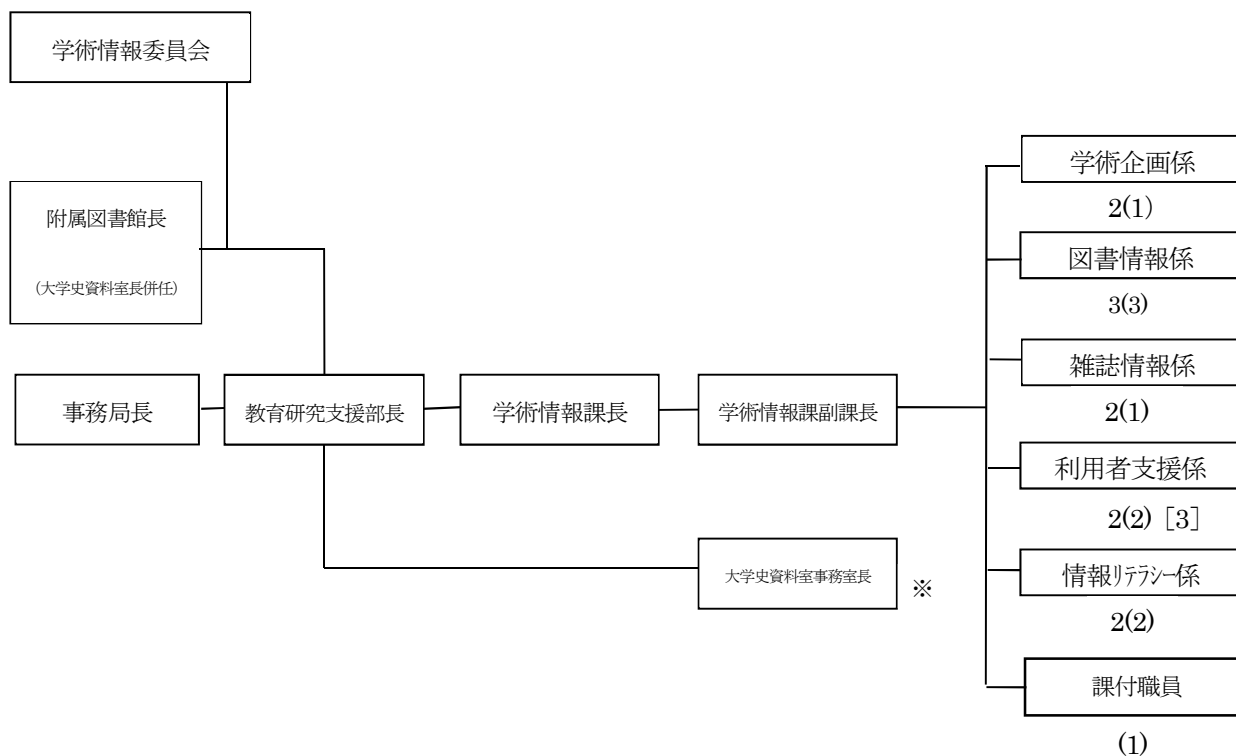 学術情報委員会
附属図書館長
(大学史資料室長併任)
事務局長
教育研究支援部長
学術情報課長
学術情報課副課長
大学史資料室事務室長
※
学術企画係
2(1)
図書情報係
3(3)
雑誌情報係
2(1)
利用者支援係
2(2) [3]
情報ﾘﾃﾗｼｰ係
2(2)
課付職員
(1)